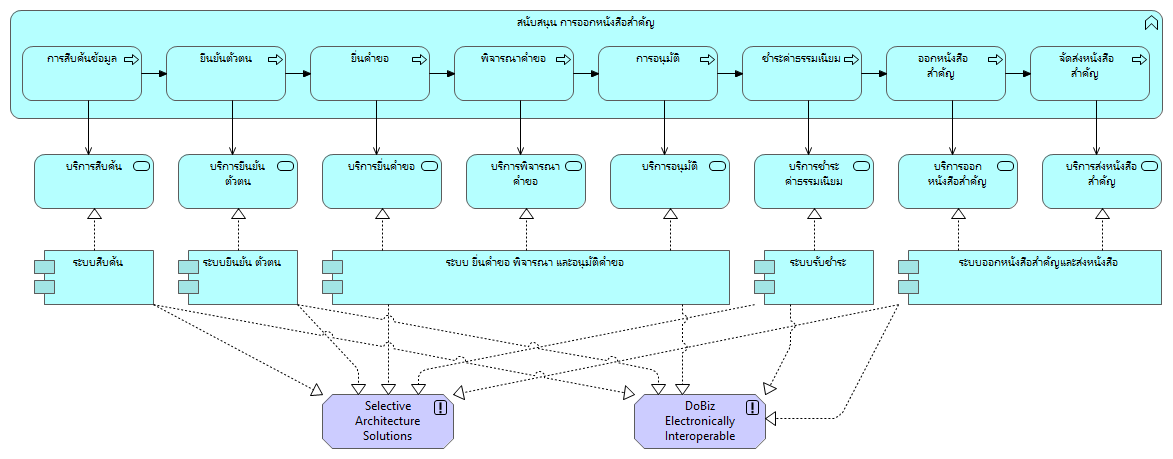 สนับสนุน การออกหนังสือสำคัญ
การสืบค้นข้อมูล
ยืนยันตัวตน
ยื่นคำขอ
พิจารณาคำขอ
การอนุมัติ
ชำระค่าธรรมเนียม
ออกหนังสือ
สำคัญ
จัดส่งหนังสือ
สำคัญ
บริการสืบค้น
บริการยืนยัน
ตัวตน
บริการยื่นคำขอ
บริการพิจารณา
คำขอ
บริการอนุมัติ
บริการชำระ
ค่าธรรมเนียม
บริการออก
หนังสือสำคัญ
บริการส่งหนังสือ
สำคัญ
ระบบสืบค้น
ระบบยืนยัน ตัวตน
ระบบ ยื่นคำขอ พิจารณา และอนุมัติคำขอ
ระบบรับชำระ
ระบบออกหนังสือสำคัญและส่งหนังสือ
Selective
Architecture
Solutions
DoBiz
Electronically
Interoperable